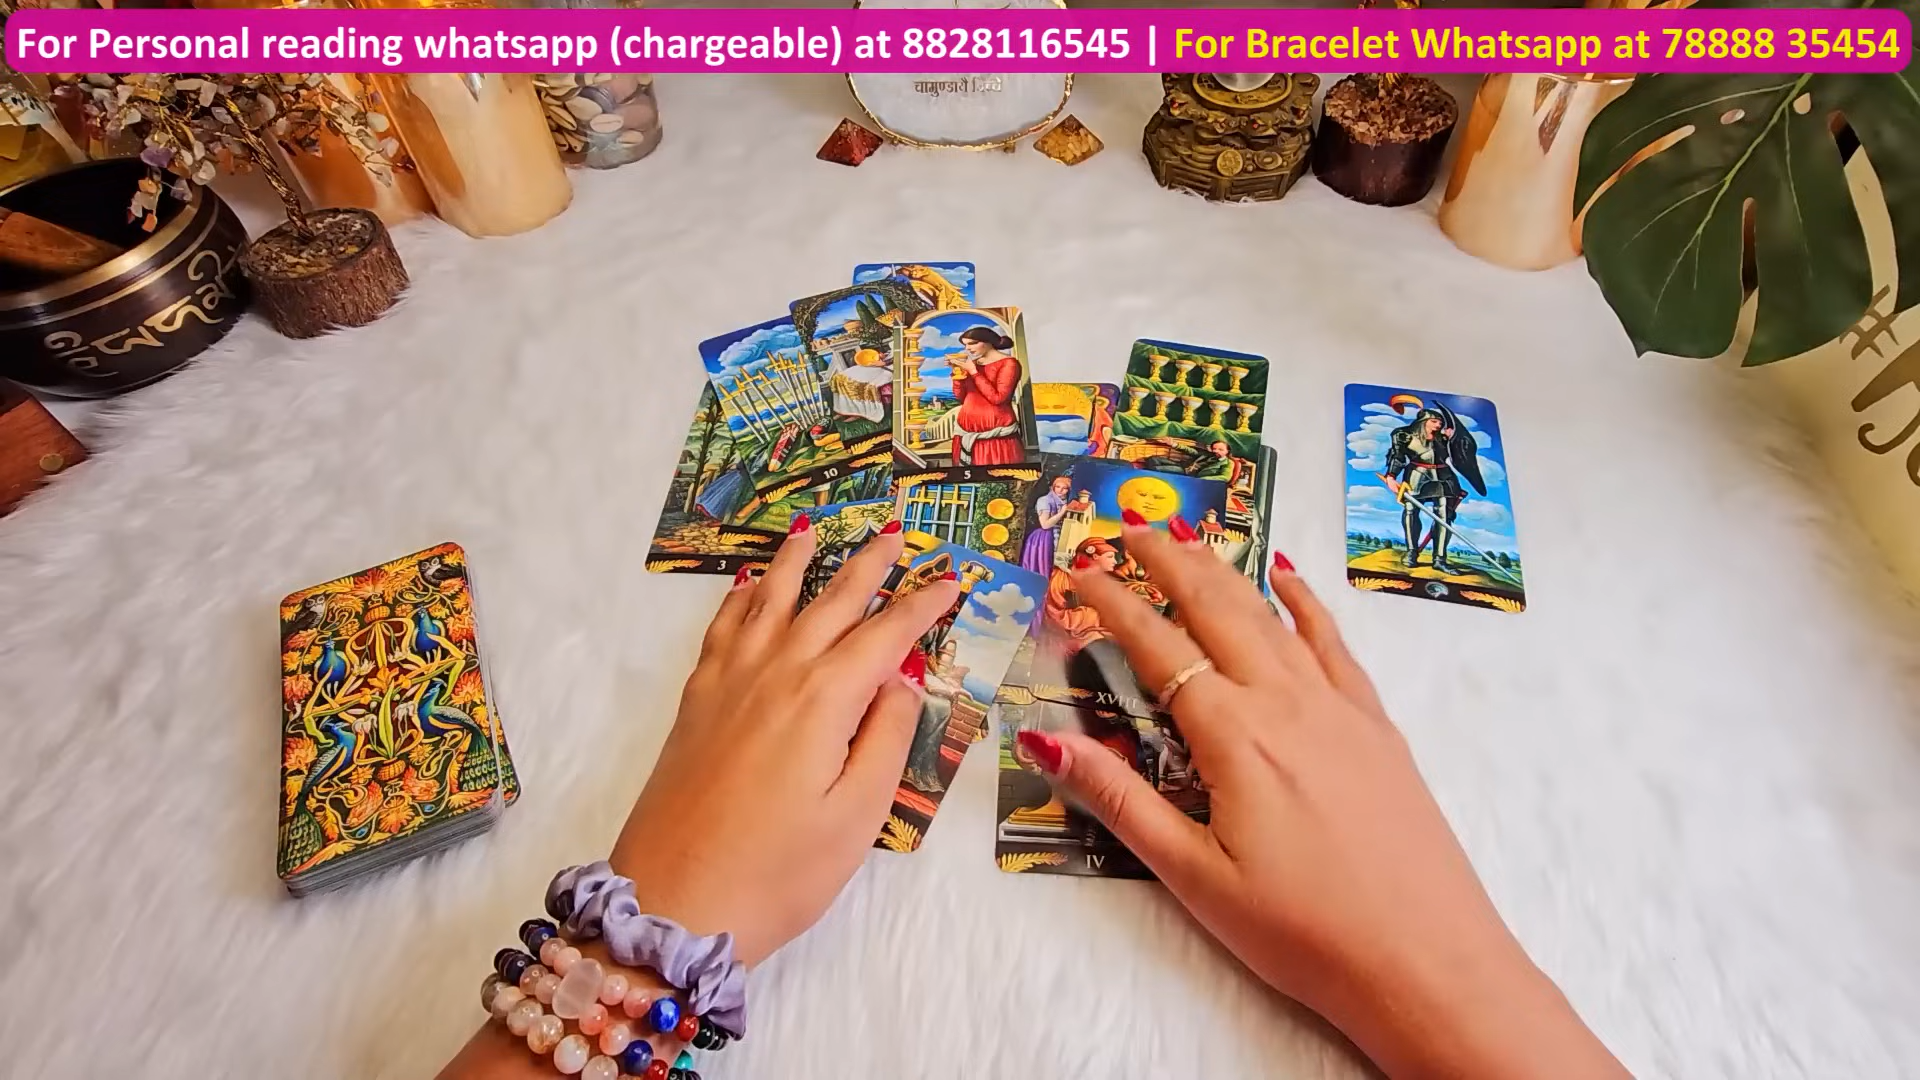 For Personal reading whatsapp (chargeable) at 8828116545 | For Bracelet Whatsapp at 78888 35454
चामुण्डायै विच्चे
10
5
3
XVIII
IV